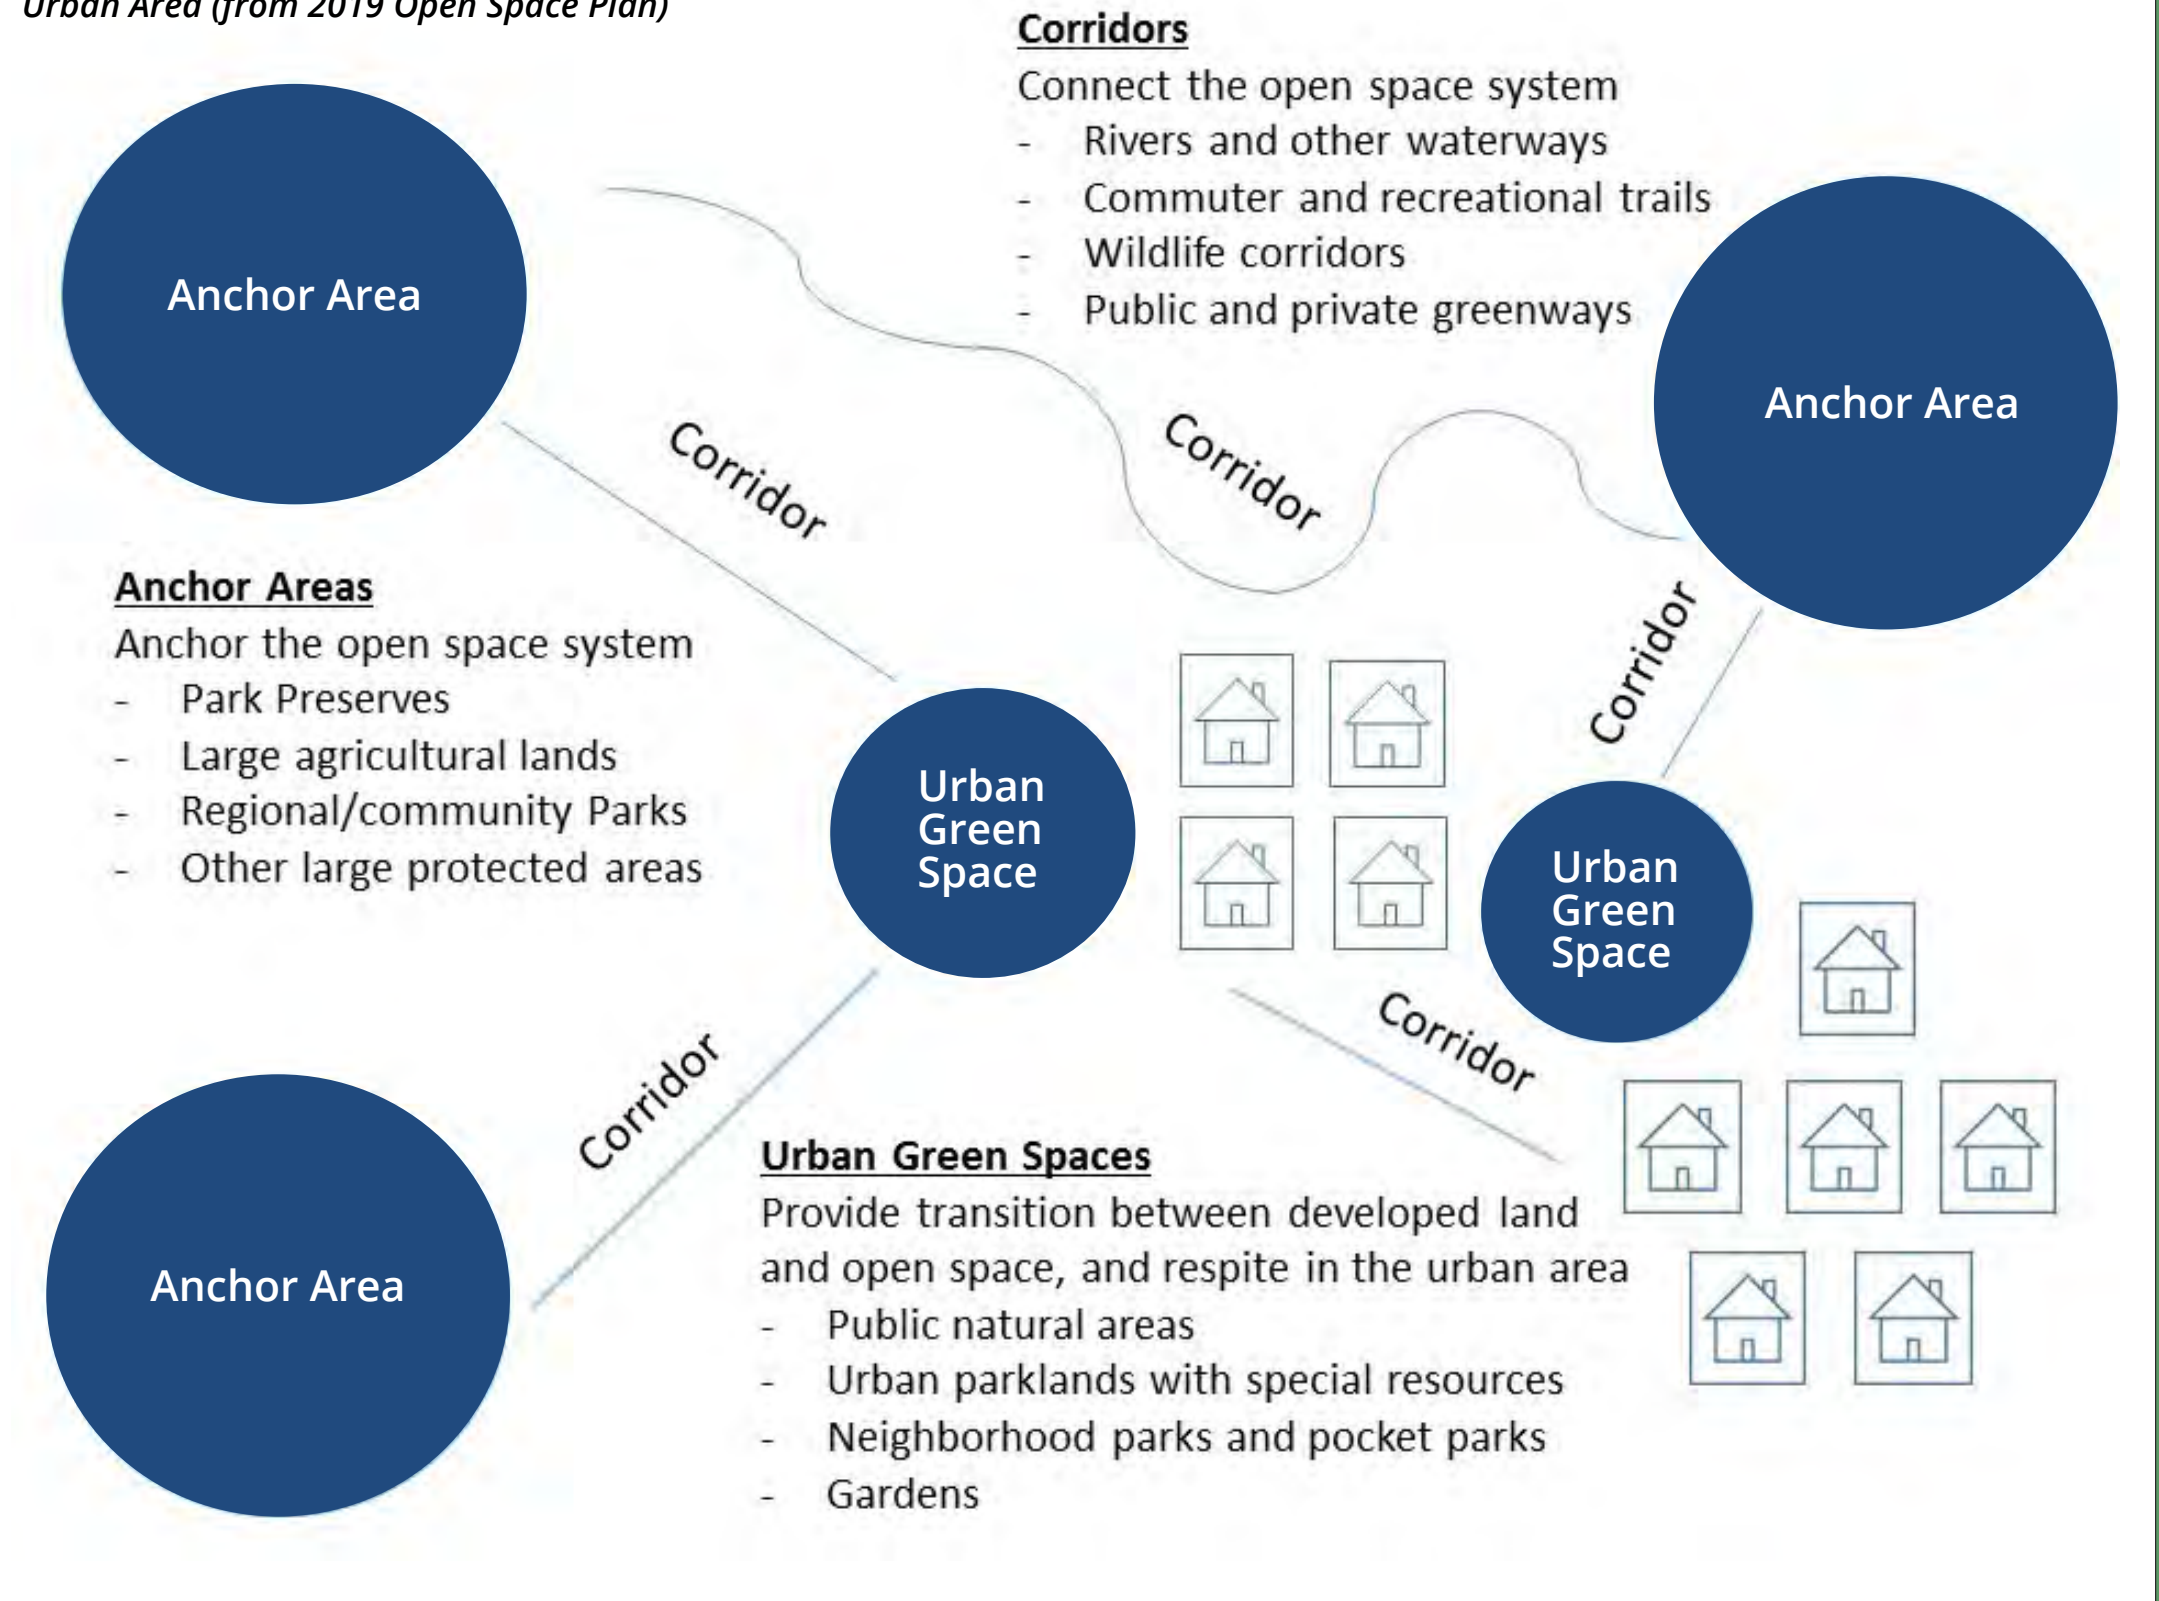 Urban Area (from 2019 Open Space Plan)
Corridors
Connect the open space system
- Rivers and other waterways
- Commuter and recreational trails
- Wildlife corridors
- Public and private greenways
Anchor Area
Anchor Area
Corridor
Corridor
Corridor
Anchor Areas
Anchor the open space system
- Park Preserves
- Large agricultural lands
- Regional/community Parks
- Other large protected areas
Urban
Green
Space
Urban
Green
Space
Corridor
Corridor
Anchor Area
Urban Green Spaces
Provide transition between developed land
and open space, and respite in the urban area
- Public natural areas
- Urban parklands with special resources
- Neighborhood parks and pocket parks
- Gardens